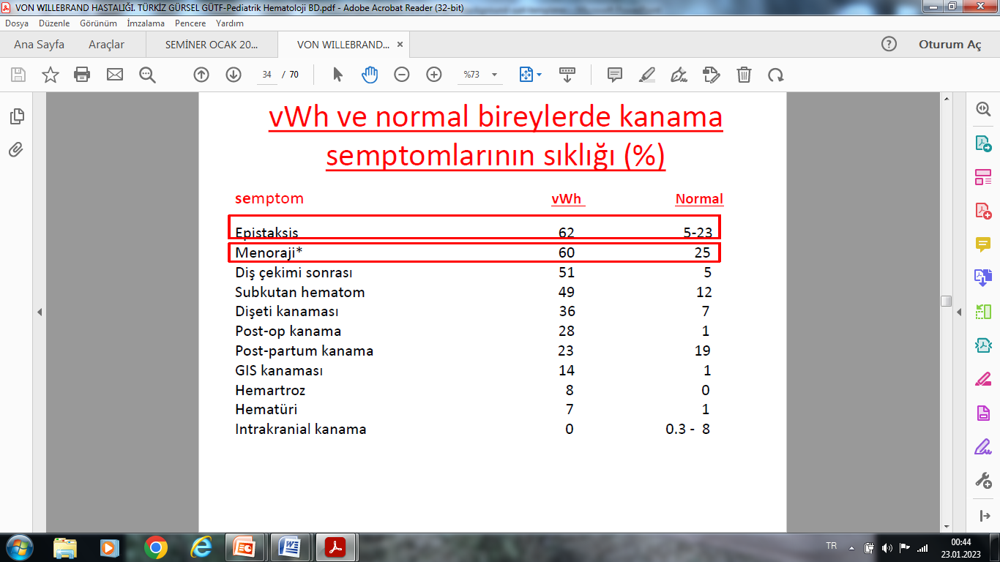 VON WILLEBRAND HASTALIĞI. TÜRKİZ GÜRSEL GÜTF-Pediatrik Hematoloji BD.pdf - Adobe Acrobat Reader (32-bit)
Dosya Düzenle Görünüm İmzalama Pencere Yardım
Ana Sayfa Araçlar SEMİNER OCAK 20... VON WILLEBRAND... × Oturum Aç
34 / 70 %73
vWh ve normal bireylerde kanama
semptomlarının sıklığı (%)
semptom vWh Normal
Epistaksis 62 5-23
Menoraji* 60 25
Diş çekimi sonrası 51 5
Subkutan hematom 49 12
Dişeti kanaması 36 7
Post-op kanama 28 1
Post-partum kanama 23 19
GIS kanaması 14 1
Hemartroz 8 0
Hematüri 7 1
Intrakranial kanama 0 0.3 - 8
TR 00:44
23.01.2023